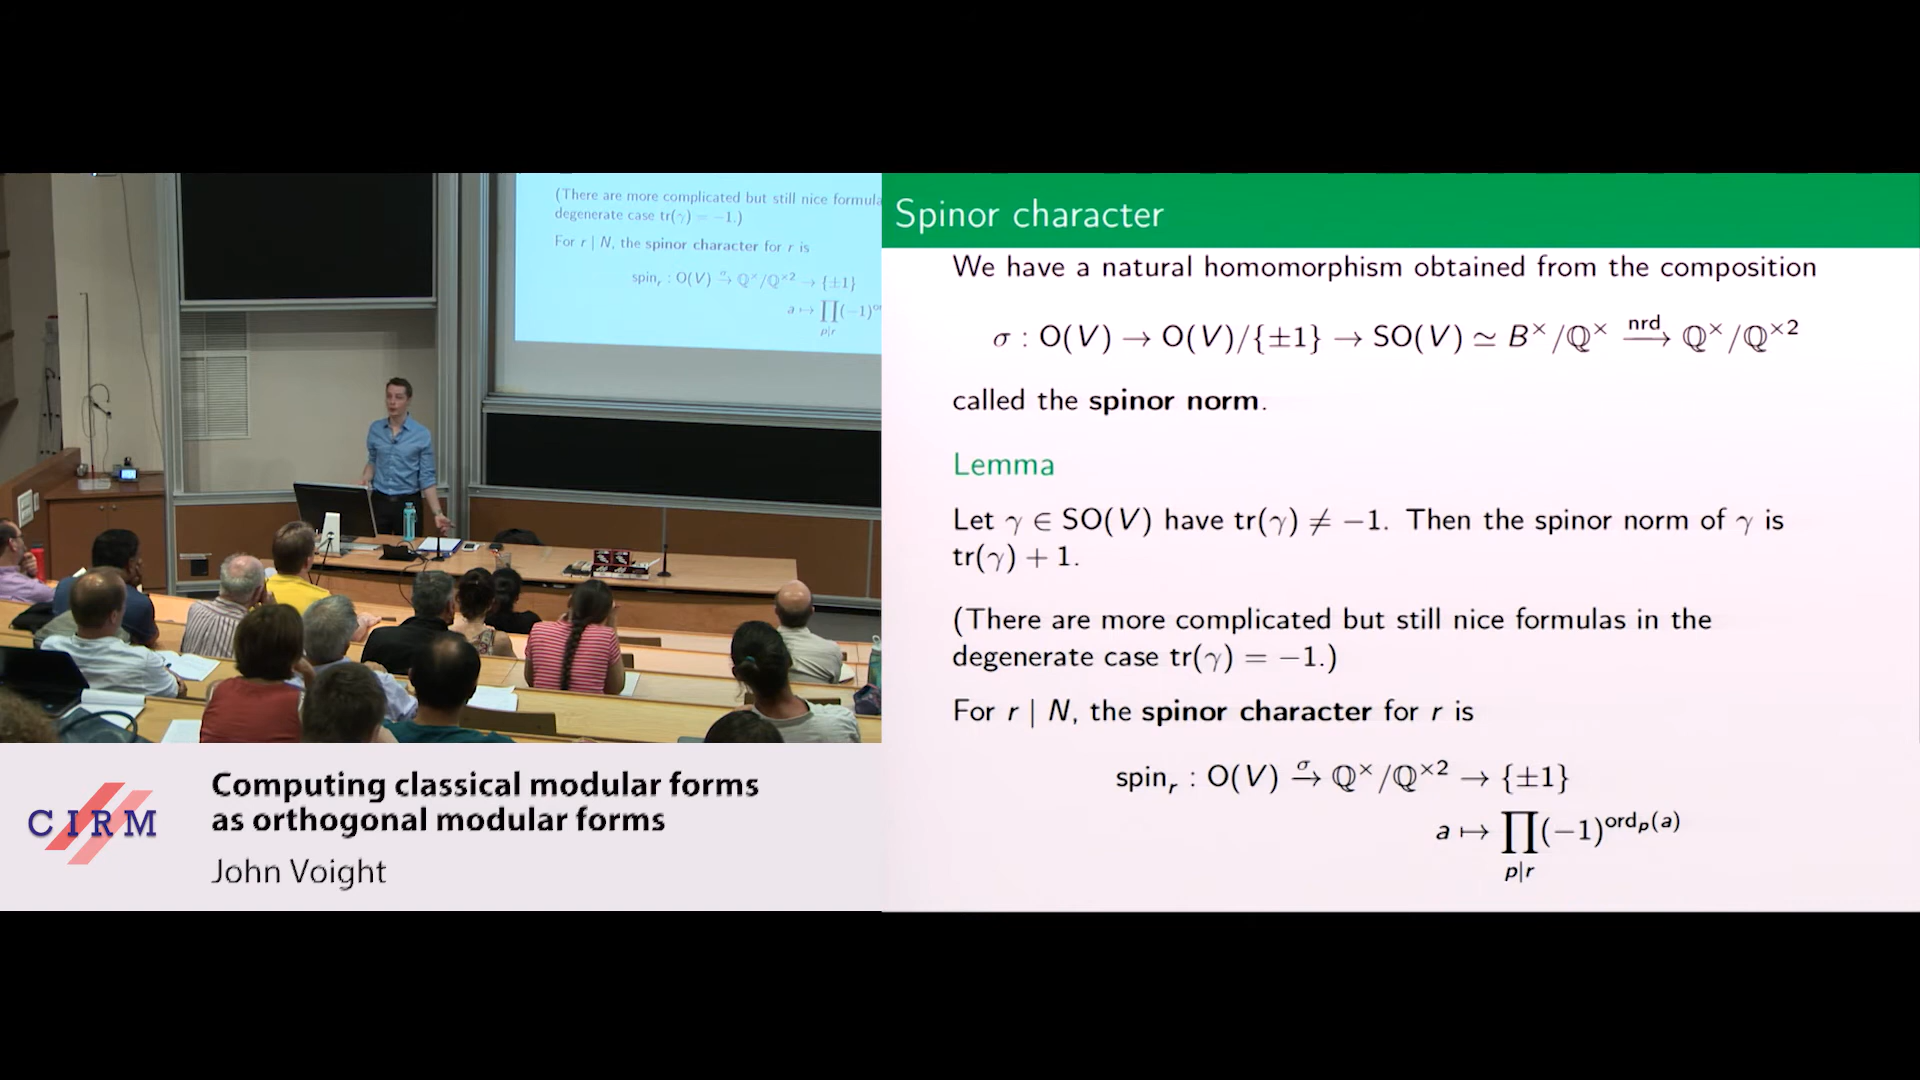 (There are more complicated but still nice formula
degenerate case tr(γ) = −1.)
For r | N, the spinor character for r is
spin_r : O(V) →^σ ℚ^×/ℚ^×2 → {±1}
a ↦ ∏_{p|r} (−1)^o
CIRM
Computing classical modular forms
as orthogonal modular forms
John Voight
Spinor character
We have a natural homomorphism obtained from the composition
σ : O(V) → O(V)/{±1} → SO(V) ≃ B^×/ℚ^× →^nrd ℚ^×/ℚ^×2
called the spinor norm.
Lemma
Let γ ∈ SO(V) have tr(γ) ≠ −1. Then the spinor norm of γ is
tr(γ) + 1.
(There are more complicated but still nice formulas in the
degenerate case tr(γ) = −1.)
For r | N, the spinor character for r is
spin_r : O(V) →^σ ℚ^×/ℚ^×2 → {±1}
a ↦ ∏_{p|r} (−1)^{ord_p(a)}